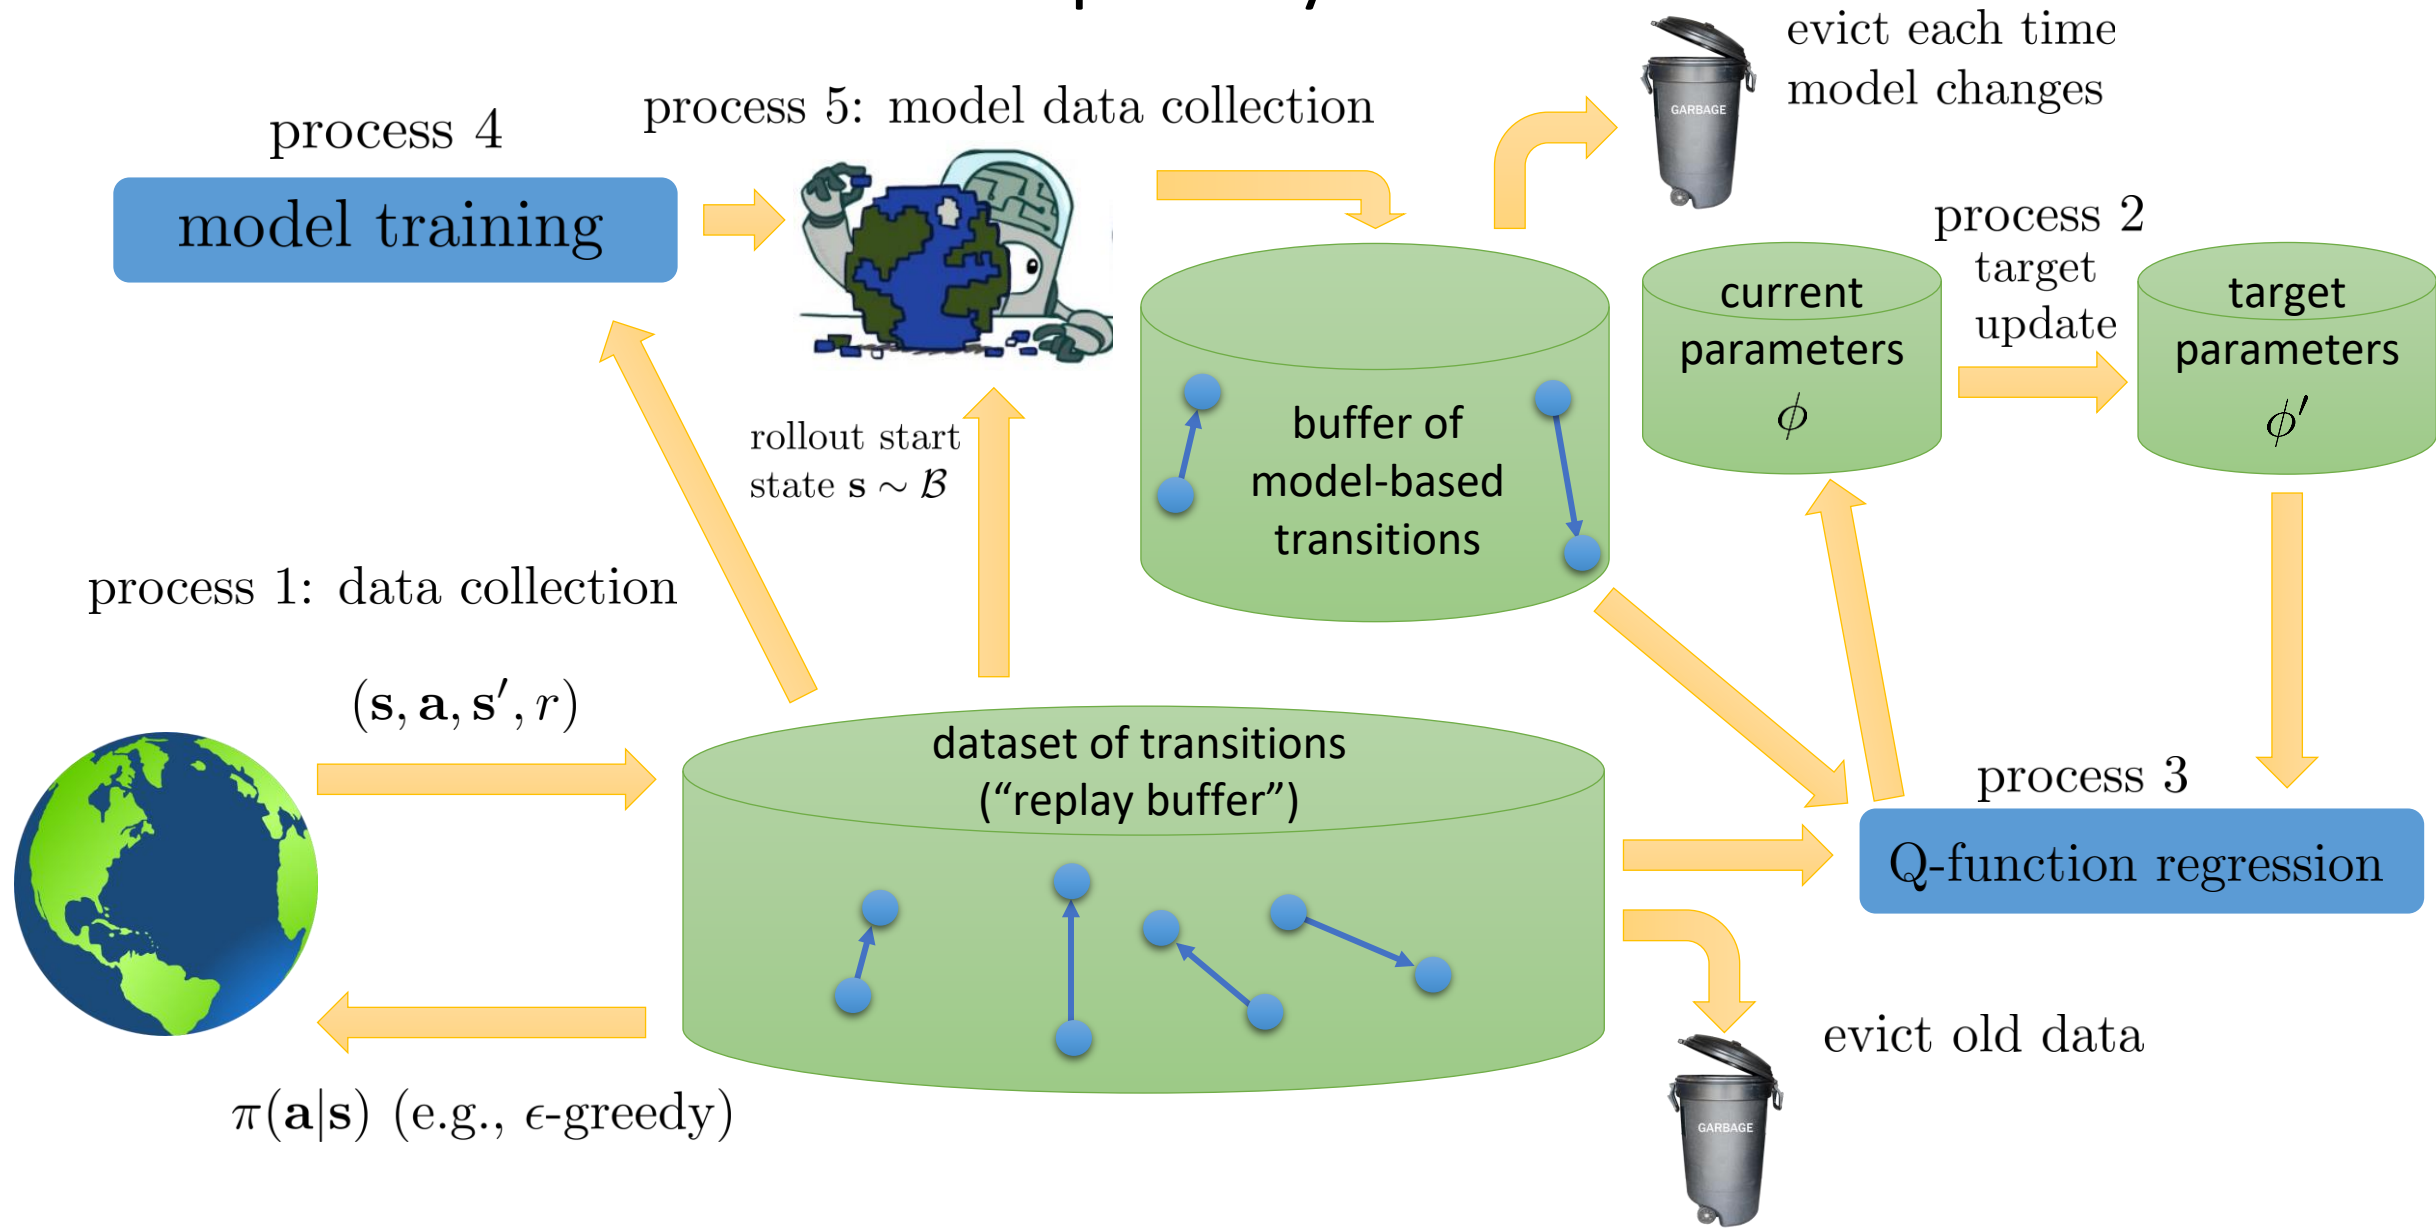 evict each time
model changes
GARBAGE
process 5: model data collection
process 4
model training
process 2
target
update
current
parameters
ϕ
target
parameters
ϕ′
rollout start
state s ∼ ℬ
buffer of
model-based
transitions
process 1: data collection
(s, a, s′, r)
dataset of transitions
(“replay buffer”)
process 3
Q-function regression
evict old data
GARBAGE
π(a|s) (e.g., ϵ-greedy)